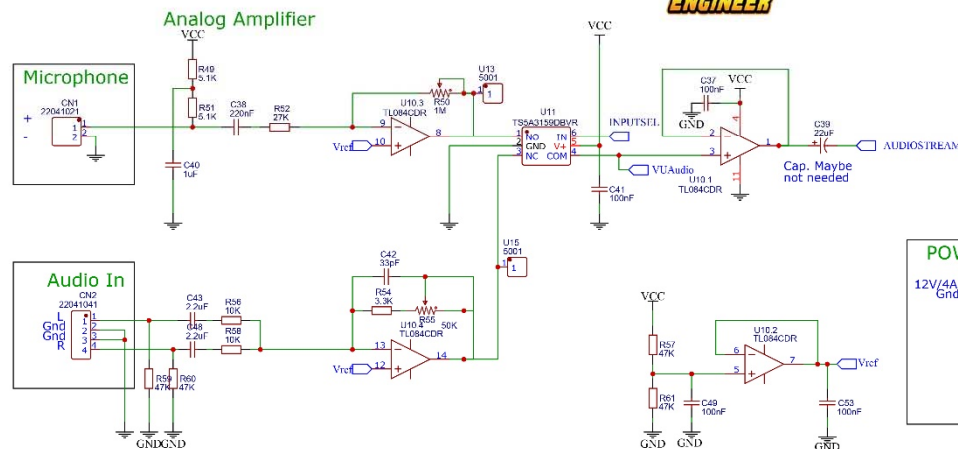 ENGINEER
Analog Amplifier
VCC
R49
5.1K
R51
5.1K
Microphone
CN1
22041021
+
-
1
2
C40
1uF
C38
220nF
R52
27K
R50
1M
U13
5001
1
U10.3
TL084CDR
9
10
8
Vref
U11
TS5A3159DBVR
1
2
3
NO
GND
NC
IN
V+
COM
6
5
4
INPUTSEL
VUAudio
VCC
C41
100nF
C37
100nF
VCC
GND
2
3
4
11
1
U10.1
TL084CDR
C39
22uF
+
AUDIOSTREAM
Cap. Maybe
not needed
Audio In
CN2
22041041
L
Gnd
Gnd
R
1
2
3
4
C43
2.2uF
C48
2.2uF
R56
10K
R58
10K
R59
47K
R60
47K
GND
GND
C42
33pF
R54
3.3K
R55
50K
U10.4
TL084CDR
13
12
14
Vref
U15
5001
1
VCC
R57
47K
R61
47K
GND
C49
100nF
GND
U10.2
TL084CDR
6
5
7
Vref
C53
100nF
GND
12V/4A
Gnd